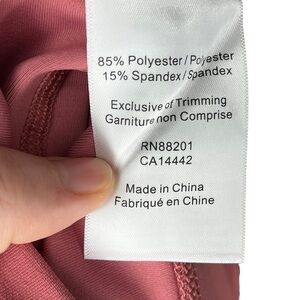 85% Polyester / Polyester
15% Spandex / Spandex
Exclusive of Trimming
Garniture non Comprise
RN88201
CA14442
Made in China
Fabriqué en Chine